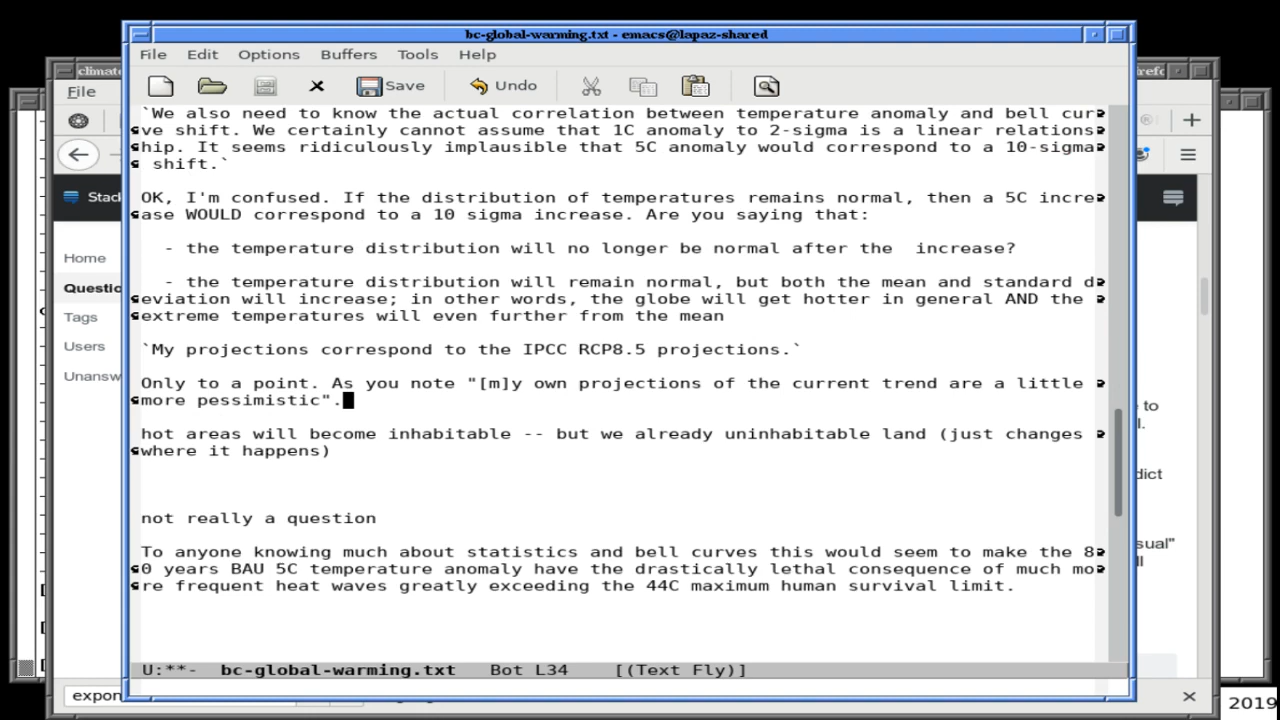 bc-global-warming.txt - emacs@lapaz-shared
climate
File
File Edit Options Buffers Tools Help
Save Undo
`We also need to know the actual correlation between temperature anomaly and bell cur
ve shift. We certainly cannot assume that 1C anomaly to 2-sigma is a linear relations
hip. It seems ridiculously implausible that 5C anomaly would correspond to a 10-sigma
shift.`
OK, I'm confused. If the distribution of temperatures remains normal, then a 5C incre
ase WOULD correspond to a 10 sigma increase. Are you saying that:
- the temperature distribution will no longer be normal after the  increase?
- the temperature distribution will remain normal, but both the mean and standard d
eviation will increase; in other words, the globe will get hotter in general AND the
extreme temperatures will even further from the mean
`My projections correspond to the IPCC RCP8.5 projections.`
Only to a point. As you note "[m]y own projections of the current trend are a little
more pessimistic".
hot areas will become inhabitable -- but we already uninhabitable land (just changes
where it happens)
not really a question
To anyone knowing much about statistics and bell curves this would seem to make the 8
0 years BAU 5C temperature anomaly have the drastically lethal consequence of much mo
re frequent heat waves greatly exceeding the 44C maximum human survival limit.
U:**-  bc-global-warming.txt   Bot L34    [(Text Fly)]
Stack
Home
Questio
Tags
Users
Unansw
to
l.
dict
sual"
ll
expon
2019